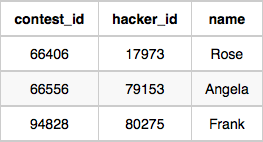 contest_id hacker_id name
66406 17973 Rose
66556 79153 Angela
94828 80275 Frank